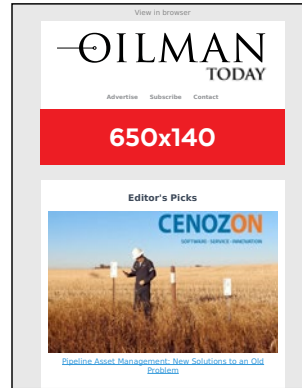 View in browser
OILMAN
TODAY
Advertise Subscribe Contact
650x140
Editor's Picks
CENOZON
SOFTWARE · SERVICE · INNOVATION
Pipeline Asset Management: New Solutions to an Old
Problem